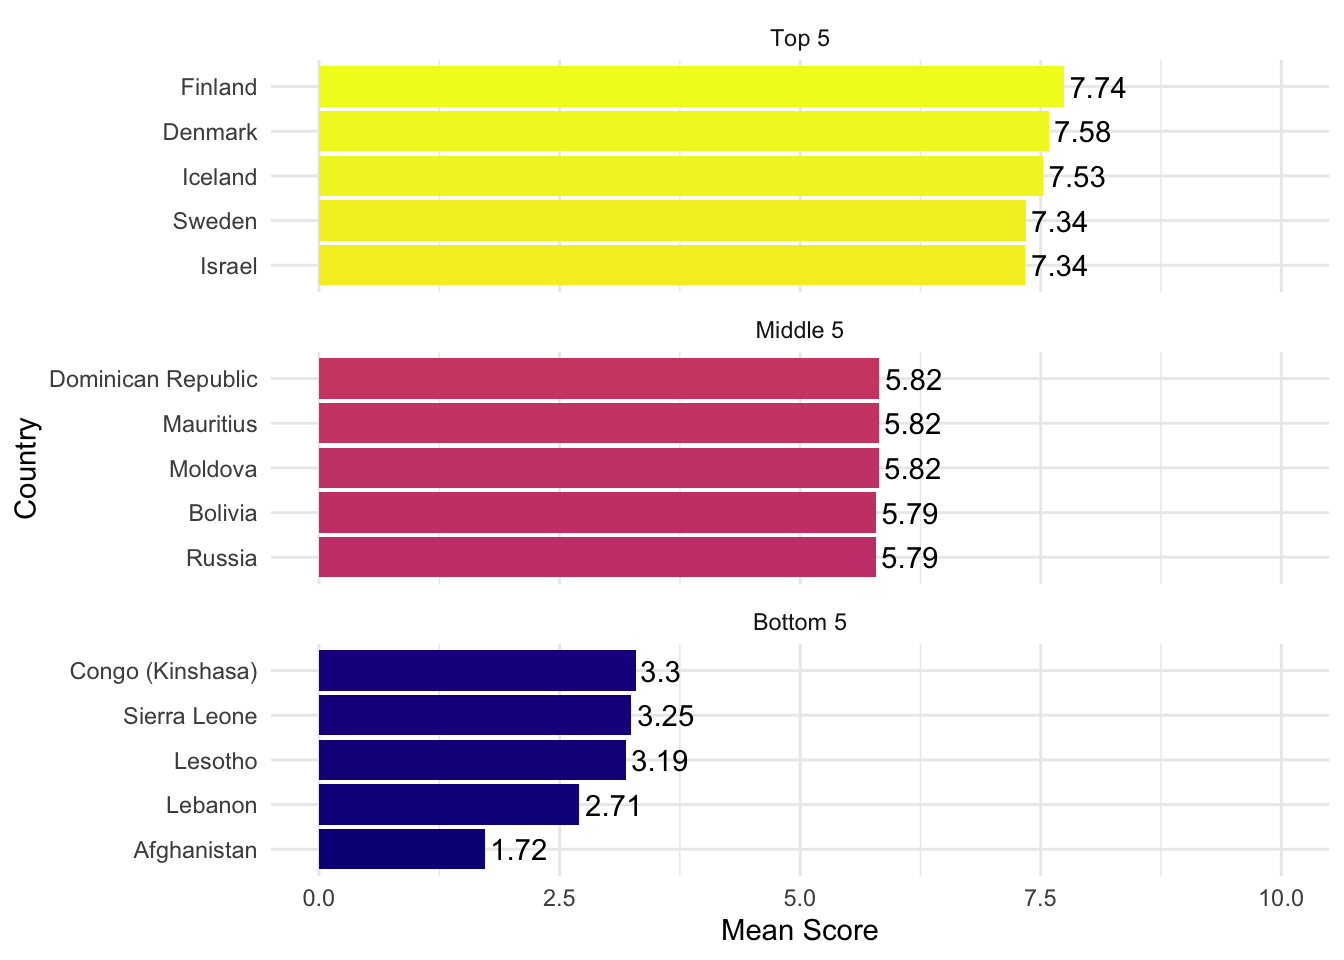 Top 5
Finland 7.74
Denmark 7.58
Iceland 7.53
Sweden 7.34
Israel 7.34
Middle 5
Dominican Republic 5.82
Mauritius 5.82
Moldova 5.82
Bolivia 5.79
Russia 5.79
Country
Bottom 5
Congo (Kinshasa) 3.3
Sierra Leone 3.25
Lesotho 3.19
Lebanon 2.71
Afghanistan 1.72
0.0 2.5 5.0 7.5 10.0
Mean Score